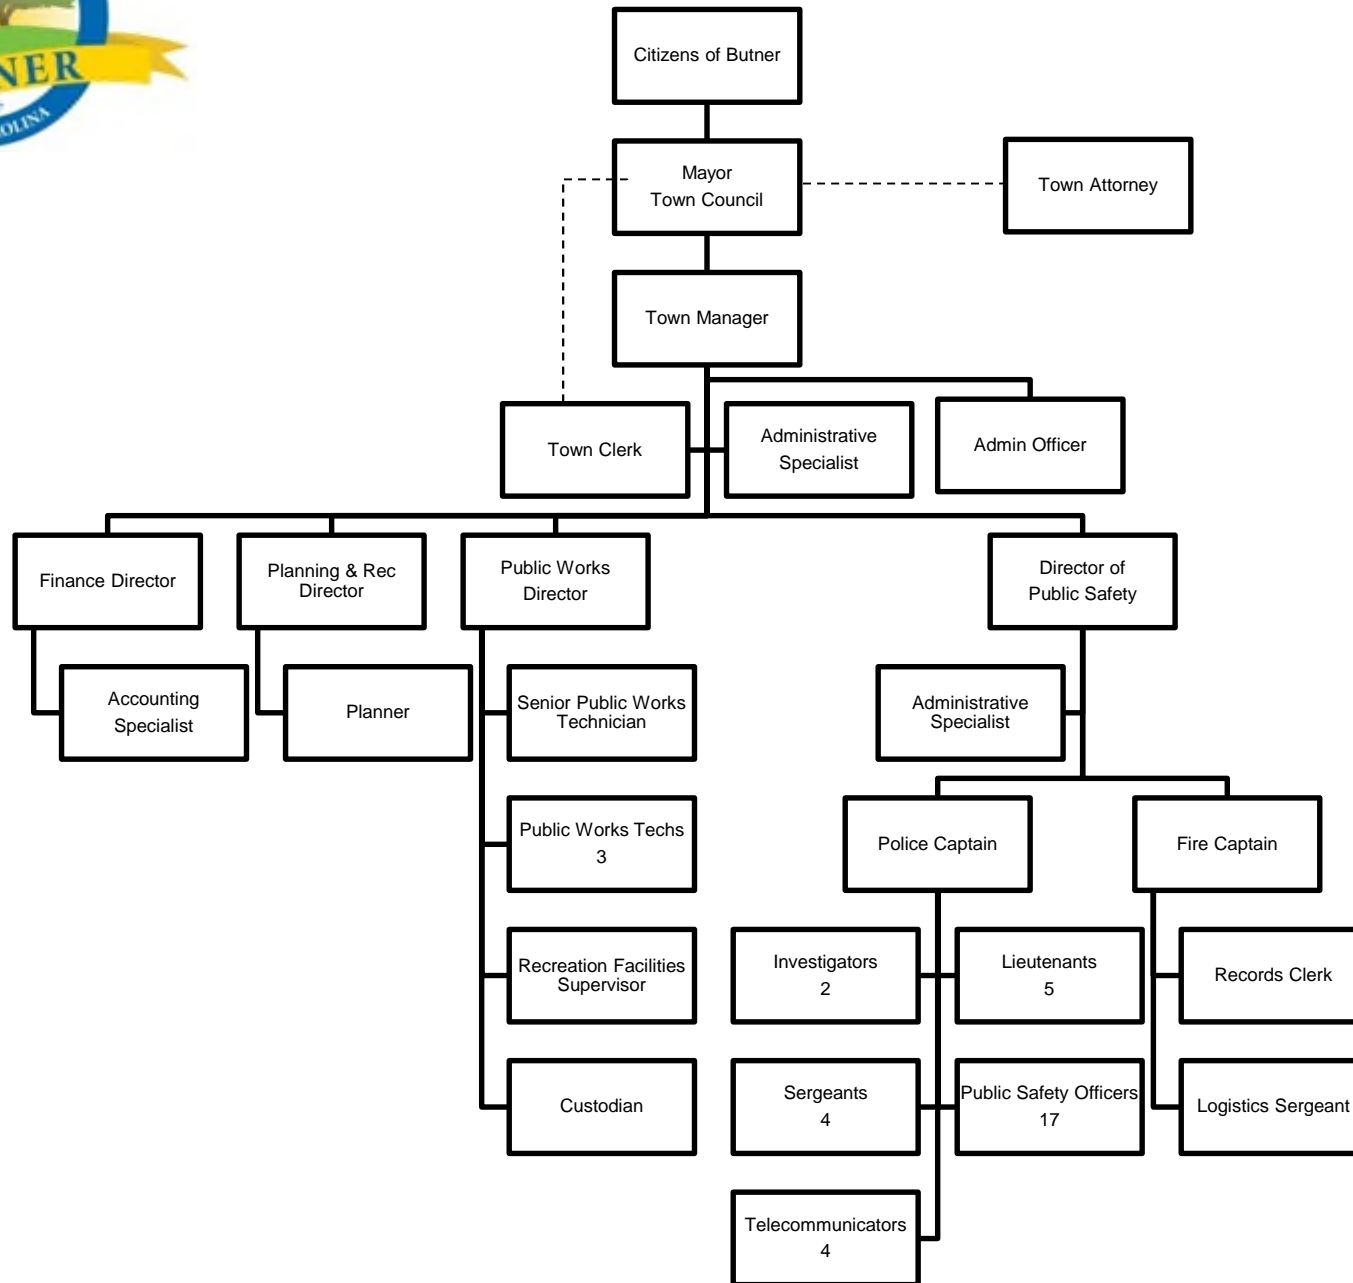 NER
OLINA
Citizens of Butner
Mayor
Town Council
Town Attorney
Town Manager
Town Clerk
Administrative
Specialist
Admin Officer
Finance Director
Planning & Rec
Director
Public Works
Director
Director of
Public Safety
Accounting
Specialist
Planner
Senior Public Works
Technician
Administrative
Specialist
Public Works Techs
3
Police Captain
Fire Captain
Recreation Facilities
Supervisor
Investigators
2
Lieutenants
5
Records Clerk
Custodian
Sergeants
4
Public Safety Officers
17
Logistics Sergeant
Telecommunicators
4